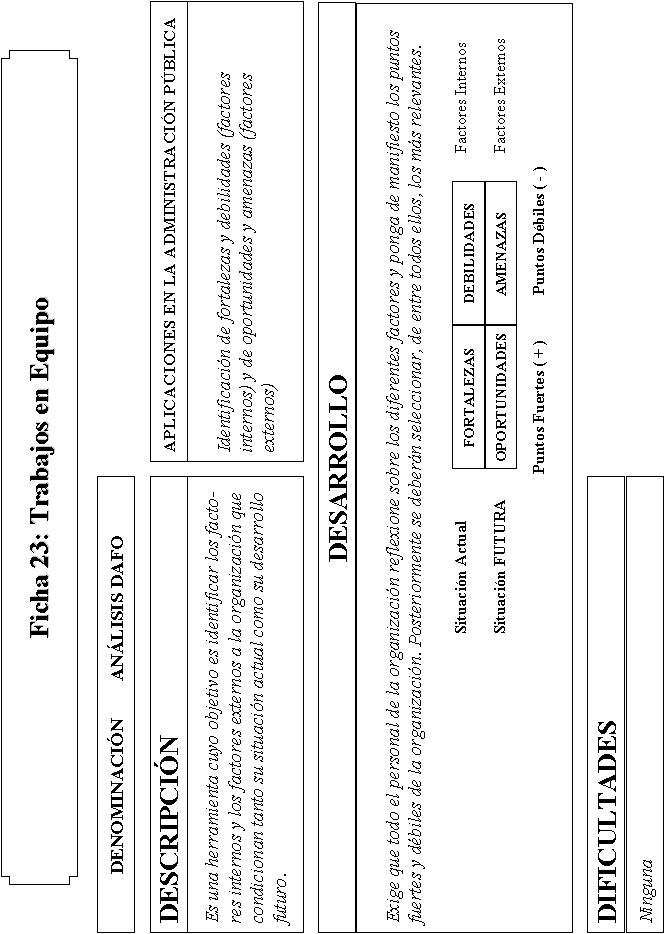 Ficha 23: Trabajos en Equipo
DENOMINACIÓN ANÁLISIS DAFO
DESCRIPCIÓN
Es una herramienta cuyo objetivo es identificar los facto-
res internos y los factores externos a la organización que
condicionan tanto su situación actual como su desarrollo
futuro.
APLICACIONES EN LA ADMINISTRACIÓN PÚBLICA
Identificación de fortalezas y debilidades (factores
internos) y de oportunidades y amenazas (factores
externos)
DESARROLLO
Exige que todo el personal de la organización reflexione sobre los diferentes factores y ponga de manifiesto los puntos
fuertes y débiles de la organización. Posteriormente se deberán seleccionar, de entre todos ellos, los más relevantes.
Situación Actual FORTALEZAS DEBILIDADES Factores Internos
Situación FUTURA OPORTUNIDADES AMENAZAS Factores Externos
Puntos Fuertes (+) Puntos Débiles (-)
DIFICULTADES
Ninguna